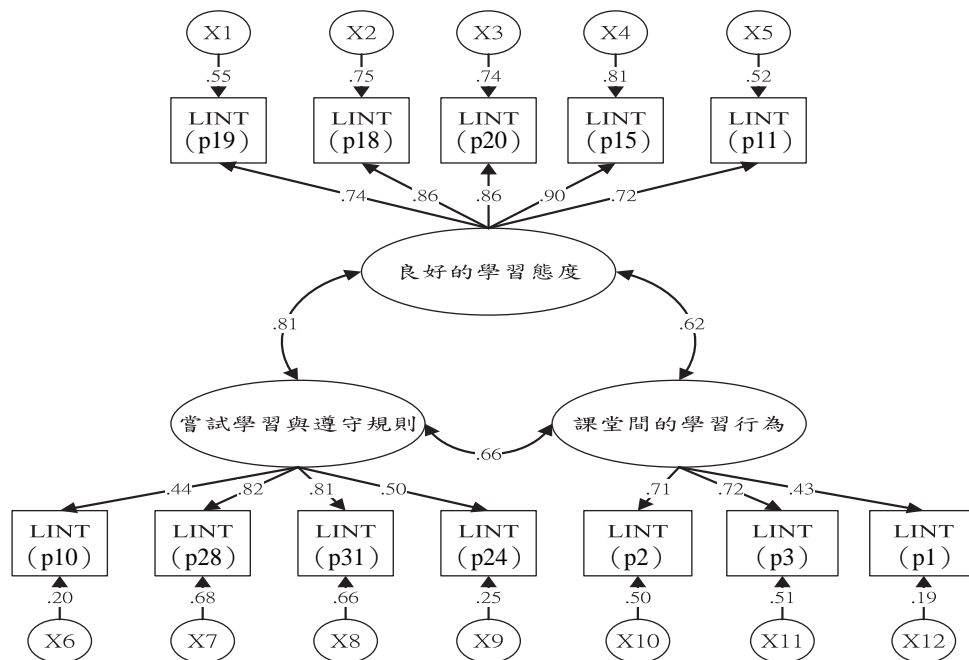 X1 X2 X3 X4 X5
.55 .75 .74 .81 .52
LINT LINT LINT LINT LINT
(p19) (p18) (p20) (p15) (p11)
.74 .86 .86 .90 .72
良好的學習態度
.81 .62
嘗試學習與遵守規則 課堂間的學習行為
.66
.44 .82 .81 .50 .71 .72 .43
LINT LINT LINT LINT LINT LINT LINT
(p10) (p28) (p31) (p24) (p2) (p3) (p1)
.20 .68 .66 .25 .50 .51 .19
X6 X7 X8 X9 X10 X11 X12